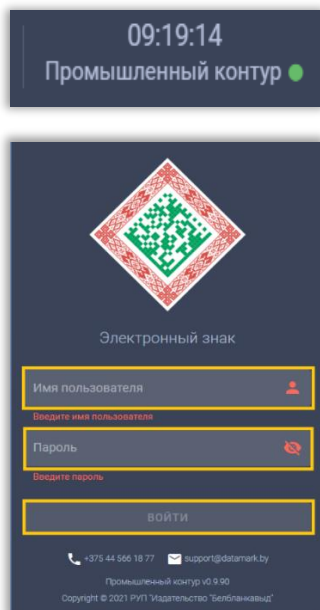 09:19:14
Промышленный контур
Электронный знак
Имя пользователя
Введите имя пользователя
Пароль
Введите пароль
ВОЙТИ
+375 44 566 18 77 support@datamark.by
Промышленный контур v0.9.90
Copyright © 2021 РУП "Издательство "Белбланкавыд"